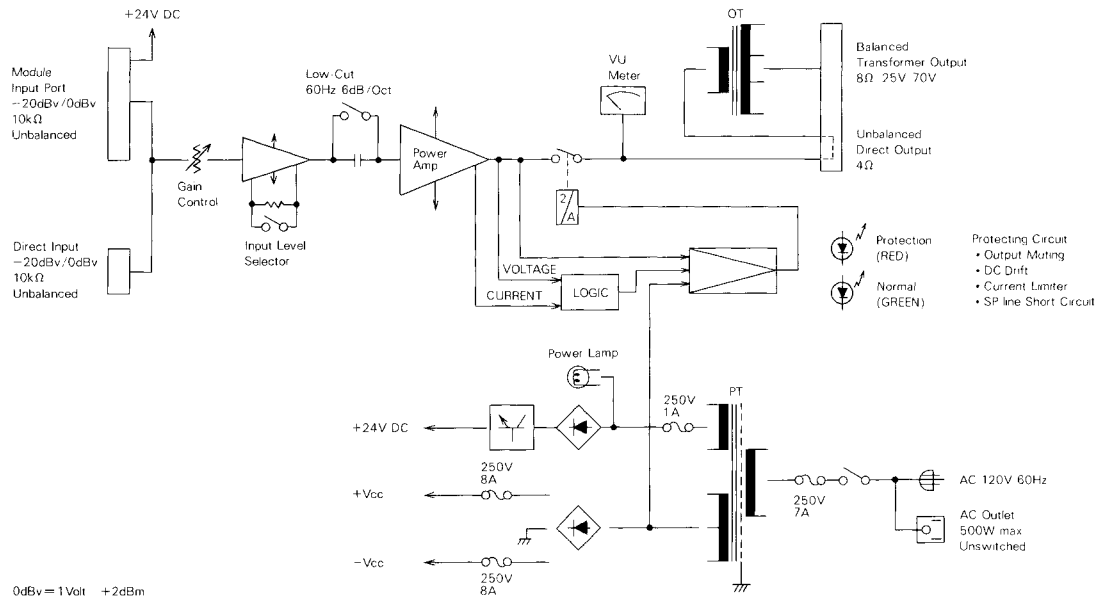 +24V DC
Module
Input Port
-20dBv/0dBv
10kΩ
Unbalanced
Gain
Control
Direct Input
-20dBv/0dBv
10kΩ
Unbalanced
Input Level
Selector
Low-Cut
60Hz 6dB/Oct
Power
Amp
VU
Meter
2
A
OT
Balanced
Transformer Output
8Ω 25V 70V
Unbalanced
Direct Output
4Ω
VOLTAGE
CURRENT
LOGIC
Protection
(RED)
Normal
(GREEN)
Protecting Circuit
• Output Muting
• DC Drift
• Current Limiter
• SP line Short Circuit
Power Lamp
250V
1A
PT
+24V DC
250V
8A
+Vcc
-Vcc
250V
8A
250V
7A
AC 120V 60Hz
AC Outlet
500W max
Unswitched
0dBv=1Volt +2dBm